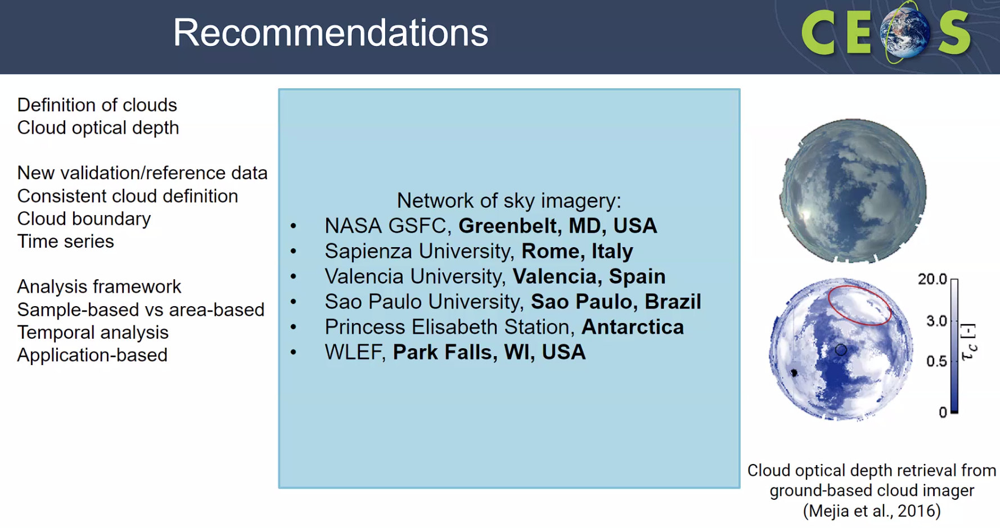 Recommendations
CEOS
Definition of clouds
Cloud optical depth
New validation/reference data
Consistent cloud definition
Cloud boundary
Time series
Analysis framework
Sample-based vs area-based
Temporal analysis
Application-based
Network of sky imagery:
• NASA GSFC, Greenbelt, MD, USA
• Sapienza University, Rome, Italy
• Valencia University, Valencia, Spain
• Sao Paulo University, Sao Paulo, Brazil
• Princess Elisabeth Station, Antarctica
• WLEF, Park Falls, WI, USA
20.0
3.0
0.5
0
τc [-]
Cloud optical depth retrieval from
ground-based cloud imager
(Mejia et al., 2016)